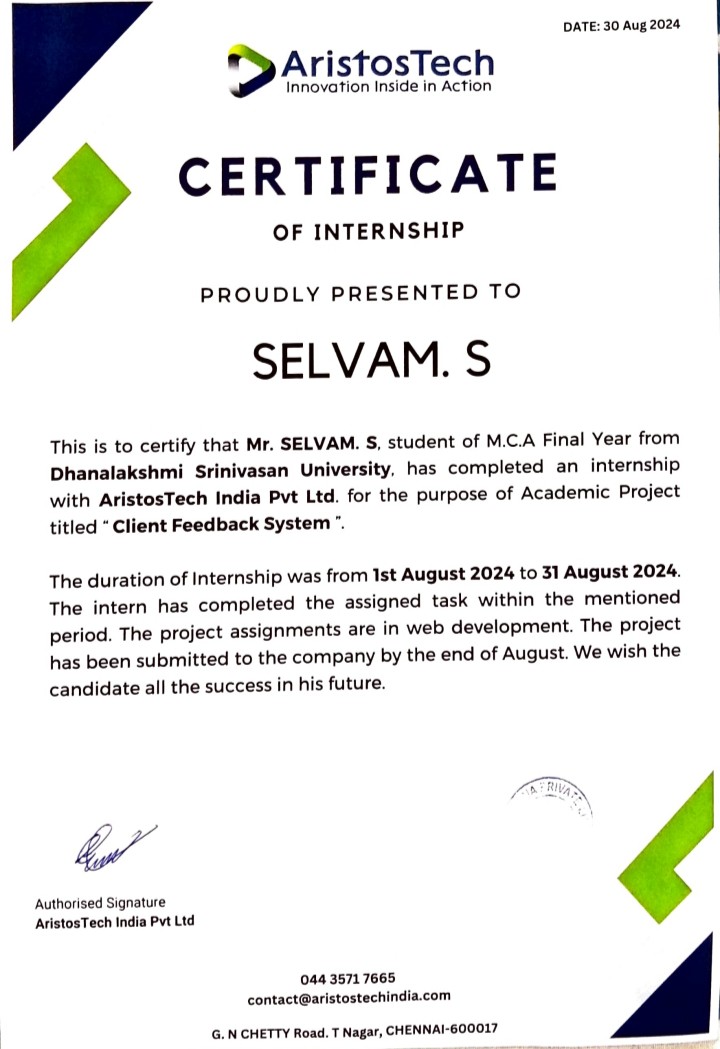 DATE: 30 Aug 2024
AristosTech
Innovation Inside in Action
CERTIFICATE
OF INTERNSHIP
PROUDLY PRESENTED TO
SELVAM. S
This is to certify that Mr. SELVAM. S, student of M.C.A Final Year from
Dhanalakshmi Srinivasan University, has completed an internship
with AristosTech India Pvt Ltd. for the purpose of Academic Project
titled “ Client Feedback System ”.
The duration of Internship was from 1st August 2024 to 31 August 2024.
The intern has completed the assigned task within the mentioned
period. The project assignments are in web development. The project
has been submitted to the company by the end of August. We wish the
candidate all the success in his future.
Authorised Signature
AristosTech India Pvt Ltd
044 3571 7665
contact@aristostechindia.com
G. N CHETTY Road. T Nagar, CHENNAI-600017